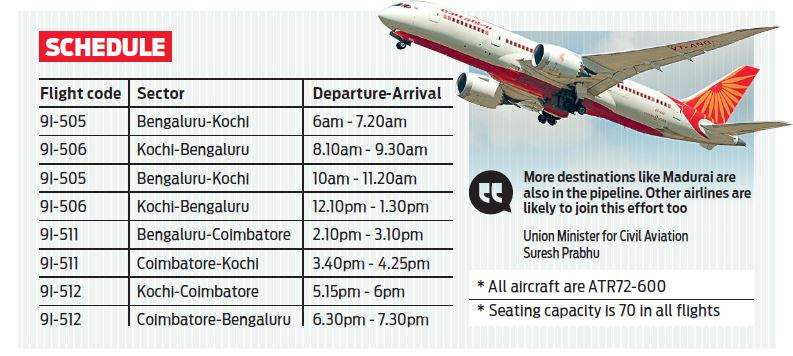 SCHEDULE
Flight code Sector Departure-Arrival
9I-505 Bengaluru-Kochi 6am - 7.20am
9I-506 Kochi-Bengaluru 8.10am - 9.30am
9I-505 Bengaluru-Kochi 10am - 11.20am
9I-506 Kochi-Bengaluru 12.10pm - 1.30pm
9I-511 Bengaluru-Coimbatore 2.10pm - 3.10pm
9I-511 Coimbatore-Kochi 3.40pm - 4.25pm
9I-512 Kochi-Coimbatore 5.15pm - 6pm
9I-512 Coimbatore-Bengaluru 6.30pm - 7.30pm
VT-ANG
More destinations like Madurai are
also in the pipeline. Other airlines are
likely to join this effort too
Union Minister for Civil Aviation
Suresh Prabhu
* All aircraft are ATR72-600
* Seating capacity is 70 in all flights